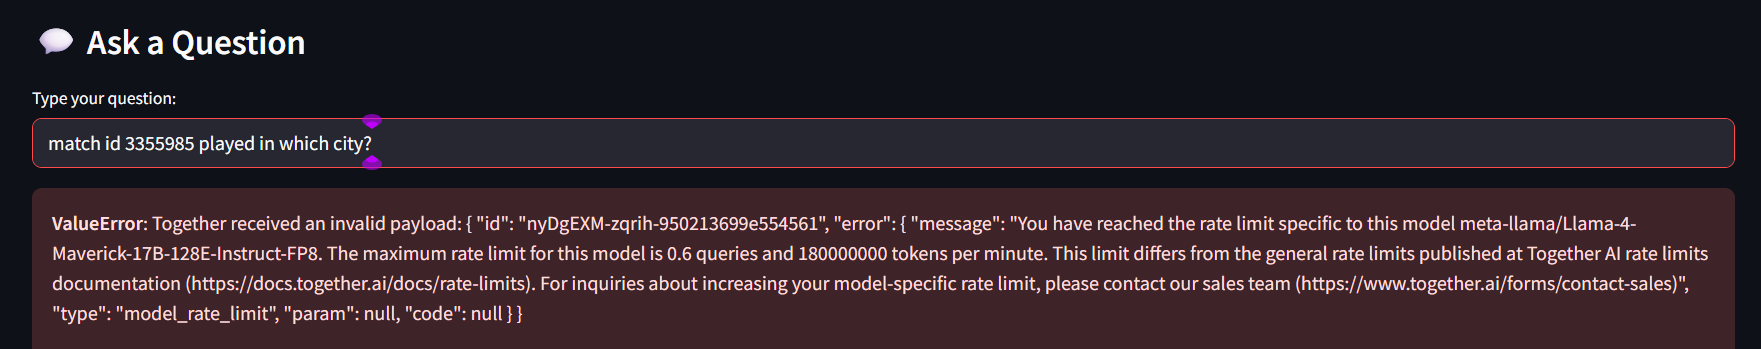 Ask a Question
Type your question:
match id 3355985 played in which city?
ValueError: Together received an invalid payload: { "id": "nyDgEXM-zqrih-950213699e554561", "error": { "message": "You have reached the rate limit specific to this model meta-llama/Llama-4-
Maverick-17B-128E-Instruct-FP8. The maximum rate limit for this model is 0.6 queries and 180000000 tokens per minute. This limit differs from the general rate limits published at Together AI rate limits
documentation (https://docs.together.ai/docs/rate-limits). For inquiries about increasing your model-specific rate limit, please contact our sales team (https://www.together.ai/forms/contact-sales)",
"type": "model_rate_limit", "param": null, "code": null } }